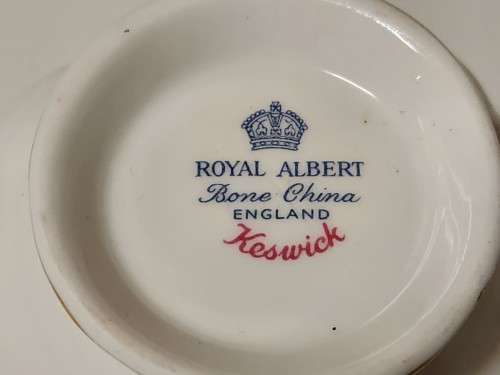 ROYAL ALBERT
Bone China
ENGLAND
Keswick